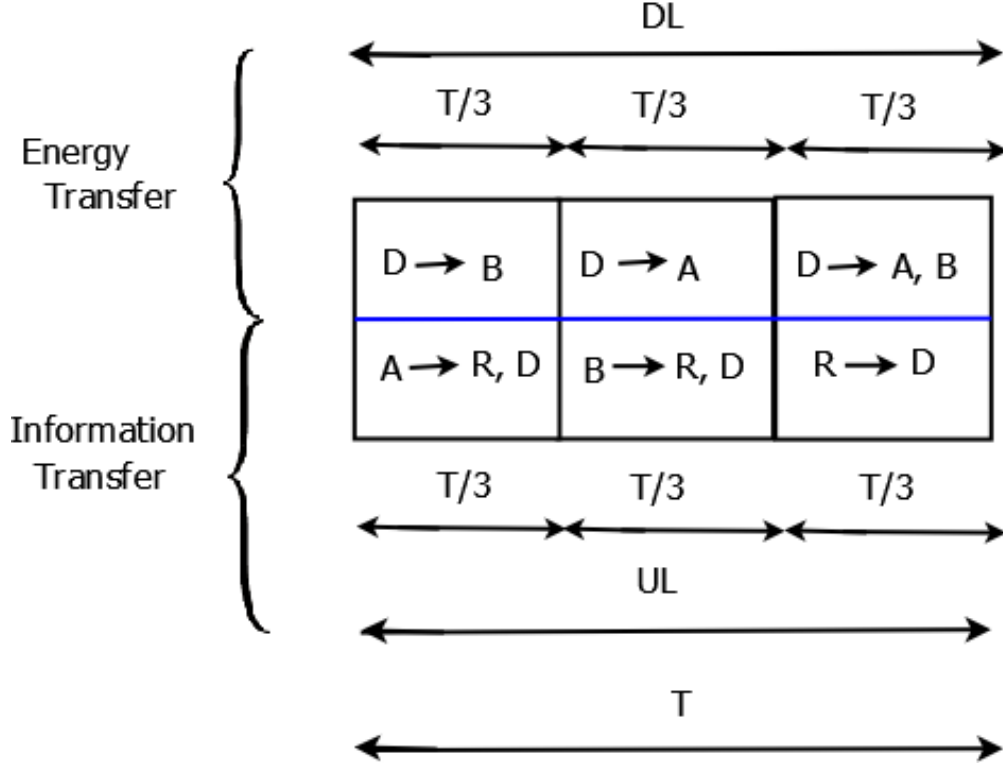 DL
T/3 T/3 T/3
Energy
Transfer
D → B D → A D → A, B
A → R, D B → R, D R → D
Information
Transfer
T/3 T/3 T/3
UL
T